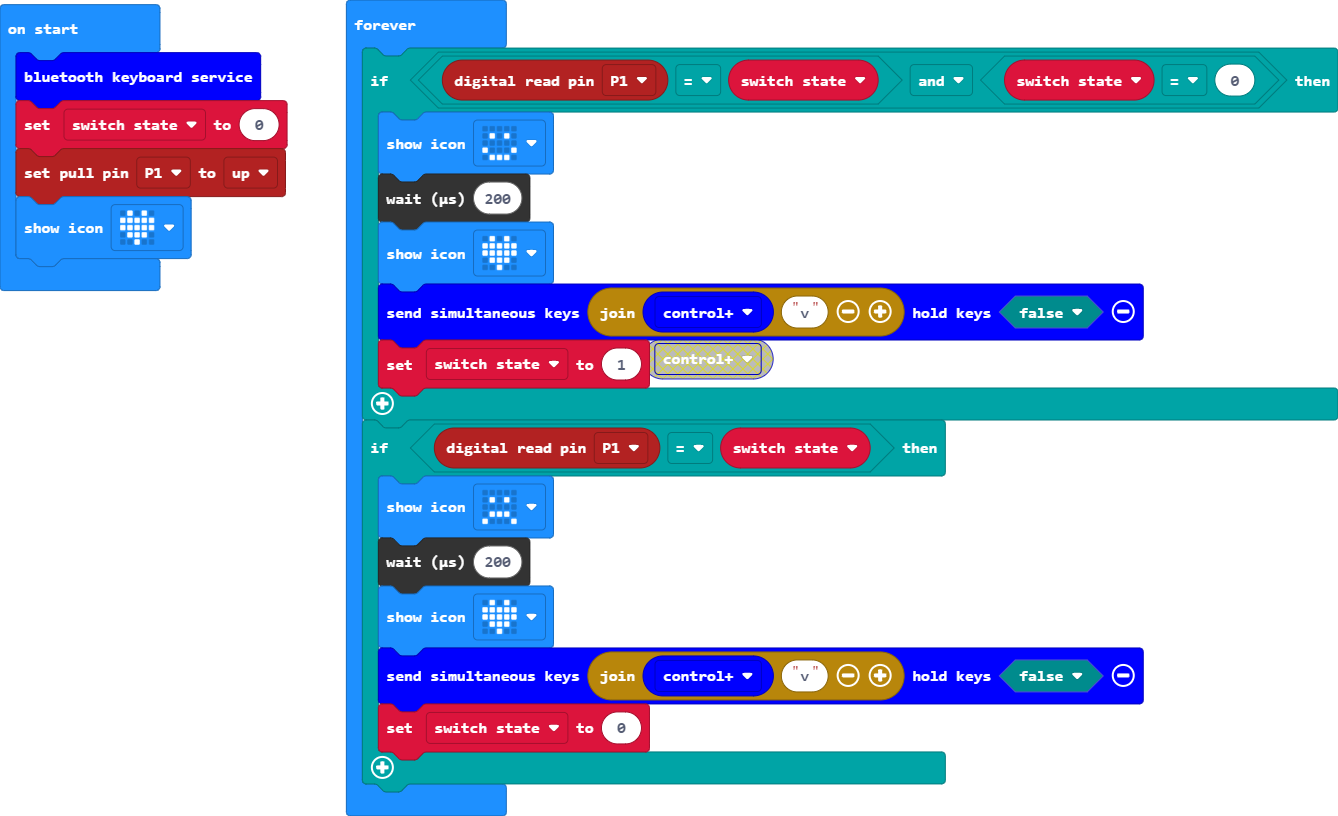 on start
bluetooth keyboard service
set switch state to 0
set pull pin P1 to up
show icon
forever
if digital read pin P1 = switch state and switch state = 0 then
show icon
wait (µs) 200
show icon
send simultaneous keys join control+ "v" hold keys false
set switch state to 1 control+
if digital read pin P1 = switch state then
show icon
wait (µs) 200
show icon
send simultaneous keys join control+ "v" hold keys false
set switch state to 0